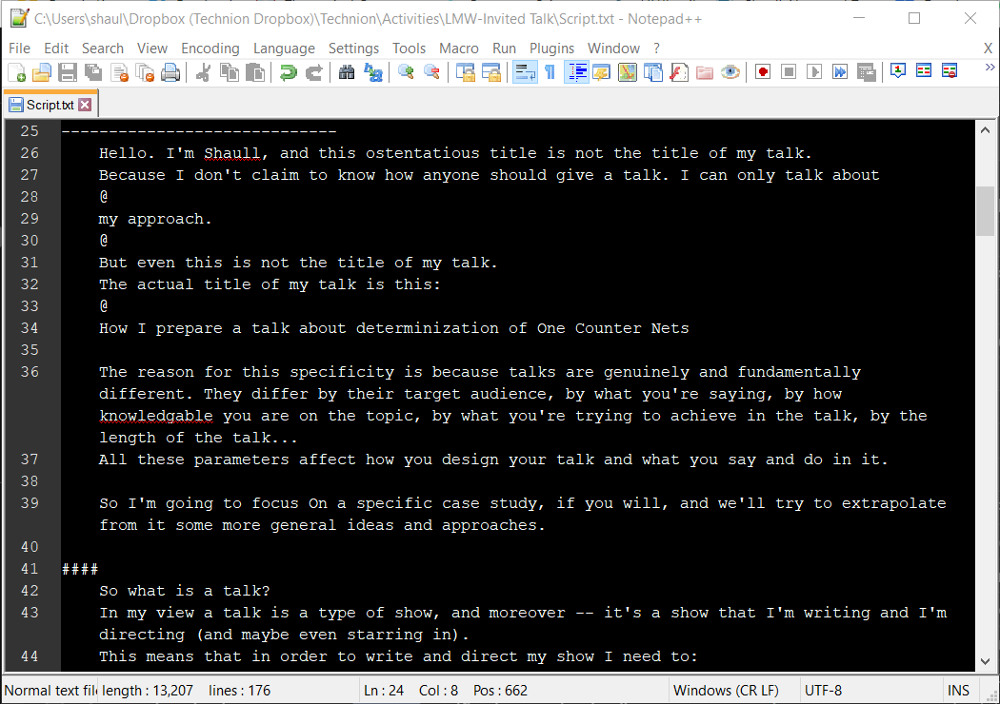 C:\Users\shaul\Dropbox (Technion Dropbox)\Technion\Activities\LMW-Invited Talk\Script.txt - Notepad++
File Edit Search View Encoding Language Settings Tools Macro Run Plugins Window ? X
Script.txt
25 -----------------------------
26 Hello. I'm Shaull, and this ostentatious title is not the title of my talk.
27 Because I don't claim to know how anyone should give a talk. I can only talk about
28 @
29 my approach.
30 @
31 But even this is not the title of my talk.
32 The actual title of my talk is this:
33 @
34 How I prepare a talk about determinization of One Counter Nets
35
36 The reason for this specificity is because talks are genuinely and fundamentally
different. They differ by their target audience, by what you're saying, by how
knowledgable you are on the topic, by what you're trying to achieve in the talk, by the
length of the talk...
37 All these parameters affect how you design your talk and what you say and do in it.
38
39 So I'm going to focus On a specific case study, if you will, and we'll try to extrapolate
from it some more general ideas and approaches.
40
41 ####
42 So what is a talk?
43 In my view a talk is a type of show, and moreover -- it's a show that I'm writing and I'm
directing (and maybe even starring in).
44 This means that in order to write and direct my show I need to:
Normal text file length : 13,207 lines : 176 Ln : 24 Col : 8 Pos : 662 Windows (CR LF) UTF-8 INS